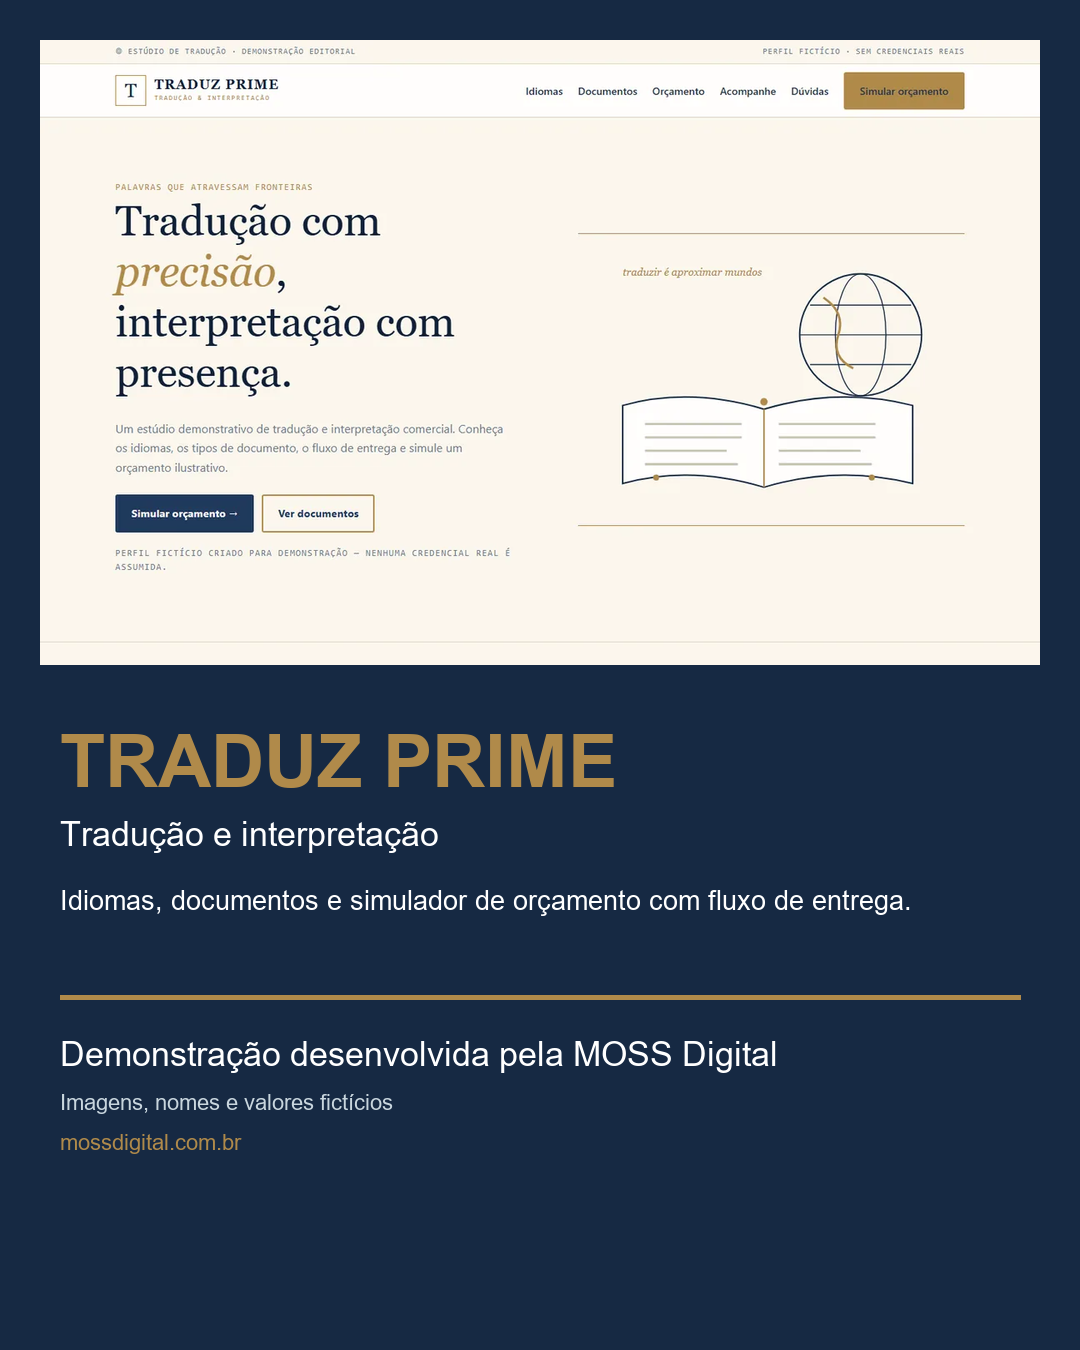 © ESTÚDIO DE TRADUÇÃO · DEMONSTRAÇÃO EDITORIAL
PERFIL FICTÍCIO · SEM CREDENCIAIS REAIS
T
TRADUZ PRIME
TRADUÇÃO & INTERPRETAÇÃO
Idiomas Documentos Orçamento Acompanhe Dúvidas Simular orçamento
PALAVRAS QUE ATRAVESSAM FRONTEIRAS
Tradução com
precisão,
interpretação com
presença.
traduzir é aproximar mundos
Um estúdio demonstrativo de tradução e interpretação comercial. Conheça
os idiomas, os tipos de documento, o fluxo de entrega e simule um
orçamento ilustrativo.
Simular orçamento →
Ver documentos
PERFIL FICTÍCIO CRIADO PARA DEMONSTRAÇÃO — NENHUMA CREDENCIAL REAL É
ASSUMIDA.
TRADUZ PRIME
Tradução e interpretação
Idiomas, documentos e simulador de orçamento com fluxo de entrega.
Demonstração desenvolvida pela MOSS Digital
Imagens, nomes e valores fictícios
mossdigital.com.br